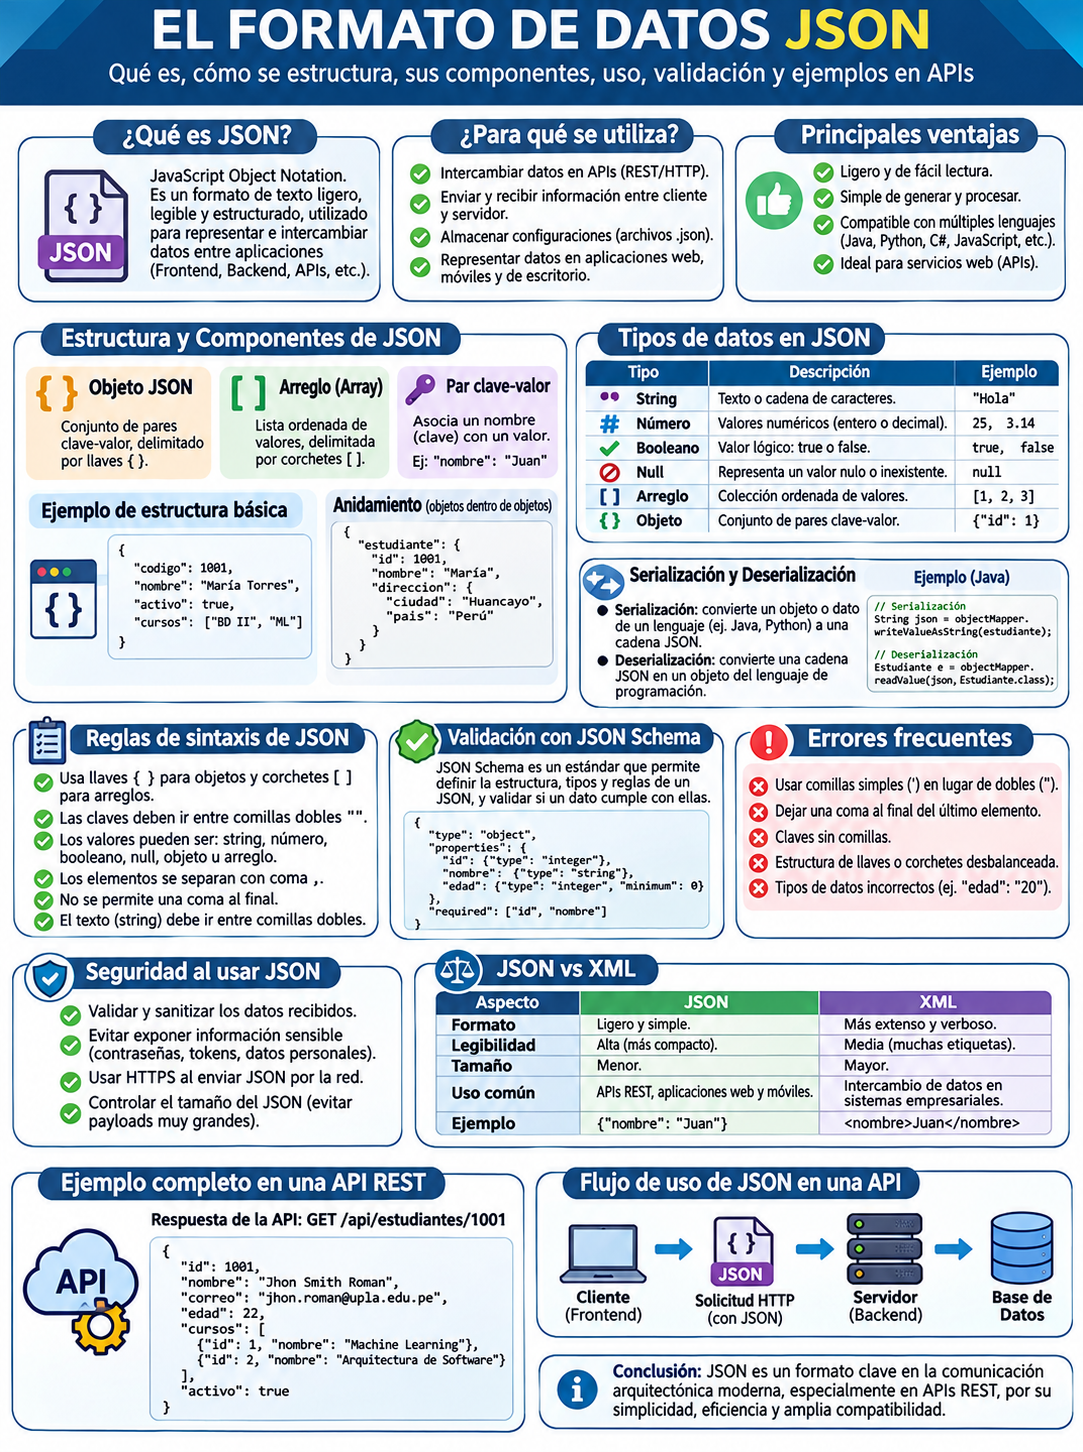 EL FORMATO DE DATOS JSON
Qué es, cómo se estructura, sus componentes, uso, validación y ejemplos en APIs
¿Qué es JSON?
{ }
JSON
JavaScript Object Notation.
Es un formato de texto ligero,
legible y estructurado, utilizado
para representar e intercambiar
datos entre aplicaciones
(Frontend, Backend, APIs, etc.).
¿Para qué se utiliza?
Intercambiar datos en APIs (REST/HTTP).
Enviar y recibir información entre cliente
y servidor.
Almacenar configuraciones (archivos .json).
Representar datos en aplicaciones web,
móviles y de escritorio.
Principales ventajas
Ligero y de fácil lectura.
Simple de generar y procesar.
Compatible con múltiples lenguajes
(Java, Python, C#, JavaScript, etc.).
Ideal para servicios web (APIs).
Estructura y Componentes de JSON
{ } Objeto JSON
Conjunto de pares
clave-valor, delimitado
por llaves { }.
[ ] Arreglo (Array)
Lista ordenada de
valores, delimitada
por corchetes [ ].
Par clave-valor
Asocia un nombre
(clave) con un valor.
Ej: "nombre": "Juan"
Ejemplo de estructura básica
{ }
{
"codigo": 1001,
"nombre": "María Torres",
"activo": true,
"cursos": ["BD II", "ML"]
}
Anidamiento (objetos dentro de objetos)
{
"estudiante": {
"id": 1001,
"nombre": "María",
"direccion": {
"ciudad": "Huancayo",
"pais": "Perú"
}
}
}
Tipos de datos en JSON
Tipo Descripción Ejemplo
String Texto o cadena de caracteres. "Hola"
# Número Valores numéricos (entero o decimal). 25, 3.14
Booleano Valor lógico: true o false. true, false
Null Representa un valor nulo o inexistente. null
[ ] Arreglo Colección ordenada de valores. [1, 2, 3]
{ } Objeto Conjunto de pares clave-valor. {"id": 1}
Serialización y Deserialización
● Serialización: convierte un objeto o dato
de un lenguaje (ej. Java, Python) a una
cadena JSON.
● Deserialización: convierte una cadena
JSON en un objeto del lenguaje de
programación.
Ejemplo (Java)
// Serialización
String json = objectMapper.
writeValueAsString(estudiante);
// Deserialización
Estudiante e = objectMapper.
readValue(json, Estudiante.class);
Reglas de sintaxis de JSON
Usa llaves { } para objetos y corchetes [ ]
para arreglos.
Las claves deben ir entre comillas dobles "".
Los valores pueden ser: string, número,
booleano, null, objeto u arreglo.
Los elementos se separan con coma ,.
No se permite una coma al final.
El texto (string) debe ir entre comillas dobles.
Validación con JSON Schema
JSON Schema es un estándar que permite
definir la estructura, tipos y reglas de un
JSON, y validar si un dato cumple con ellas.
{
"type": "object",
"properties": {
"id": {"type": "integer"},
"nombre": {"type": "string"},
"edad": {"type": "integer", "minimum": 0}
},
"required": ["id", "nombre"]
}
Errores frecuentes
Usar comillas simples (') en lugar de dobles (").
Dejar una coma al final del último elemento.
Claves sin comillas.
Estructura de llaves o corchetes desbalanceada.
Tipos de datos incorrectos (ej. "edad": "20").
Seguridad al usar JSON
Validar y sanitizar los datos recibidos.
Evitar exponer información sensible
(contraseñas, tokens, datos personales).
Usar HTTPS al enviar JSON por la red.
Controlar el tamaño del JSON (evitar
payloads muy grandes).
JSON vs XML
Aspecto JSON XML
Formato Ligero y simple. Más extenso y verboso.
Legibilidad Alta (más compacto). Media (muchas etiquetas).
Tamaño Menor. Mayor.
Uso común APIs REST, aplicaciones web y móviles. Intercambio de datos en
sistemas empresariales.
Ejemplo {"nombre": "Juan"} <nombre>Juan</nombre>
Ejemplo completo en una API REST
API
Respuesta de la API: GET /api/estudiantes/1001
{
"id": 1001,
"nombre": "Jhon Smith Roman",
"correo": "jhon.roman@upla.edu.pe",
"edad": 22,
"cursos": [
{"id": 1, "nombre": "Machine Learning"},
{"id": 2, "nombre": "Arquitectura de Software"}
],
"activo": true
}
Flujo de uso de JSON en una API
{ }
JSON
Cliente
(Frontend)
Solicitud HTTP
(con JSON)
Servidor
(Backend)
Base de
Datos
Conclusión: JSON es un formato clave en la comunicación
arquitectónica moderna, especialmente en APIs REST, por su
simplicidad, eficiencia y amplia compatibilidad.